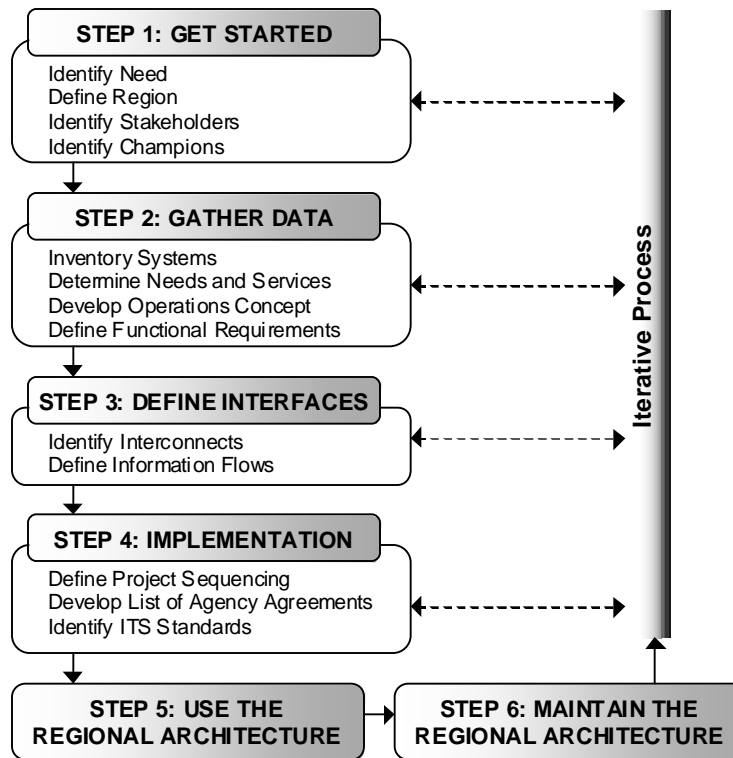 STEP 1: GET STARTED
Identify Need
Define Region
Identify Stakeholders
Identify Champions
STEP 2: GATHER DATA
Inventory Systems
Determine Needs and Services
Develop Operations Concept
Define Functional Requirements
STEP 3: DEFINE INTERFACES
Identify Interconnects
Define Information Flows
STEP 4: IMPLEMENTATION
Define Project Sequencing
Develop List of Agency Agreements
Identify ITS Standards
STEP 5: USE THE
REGIONAL ARCHITECTURE
STEP 6: MAINTAIN THE
REGIONAL ARCHITECTURE
Iterative Process